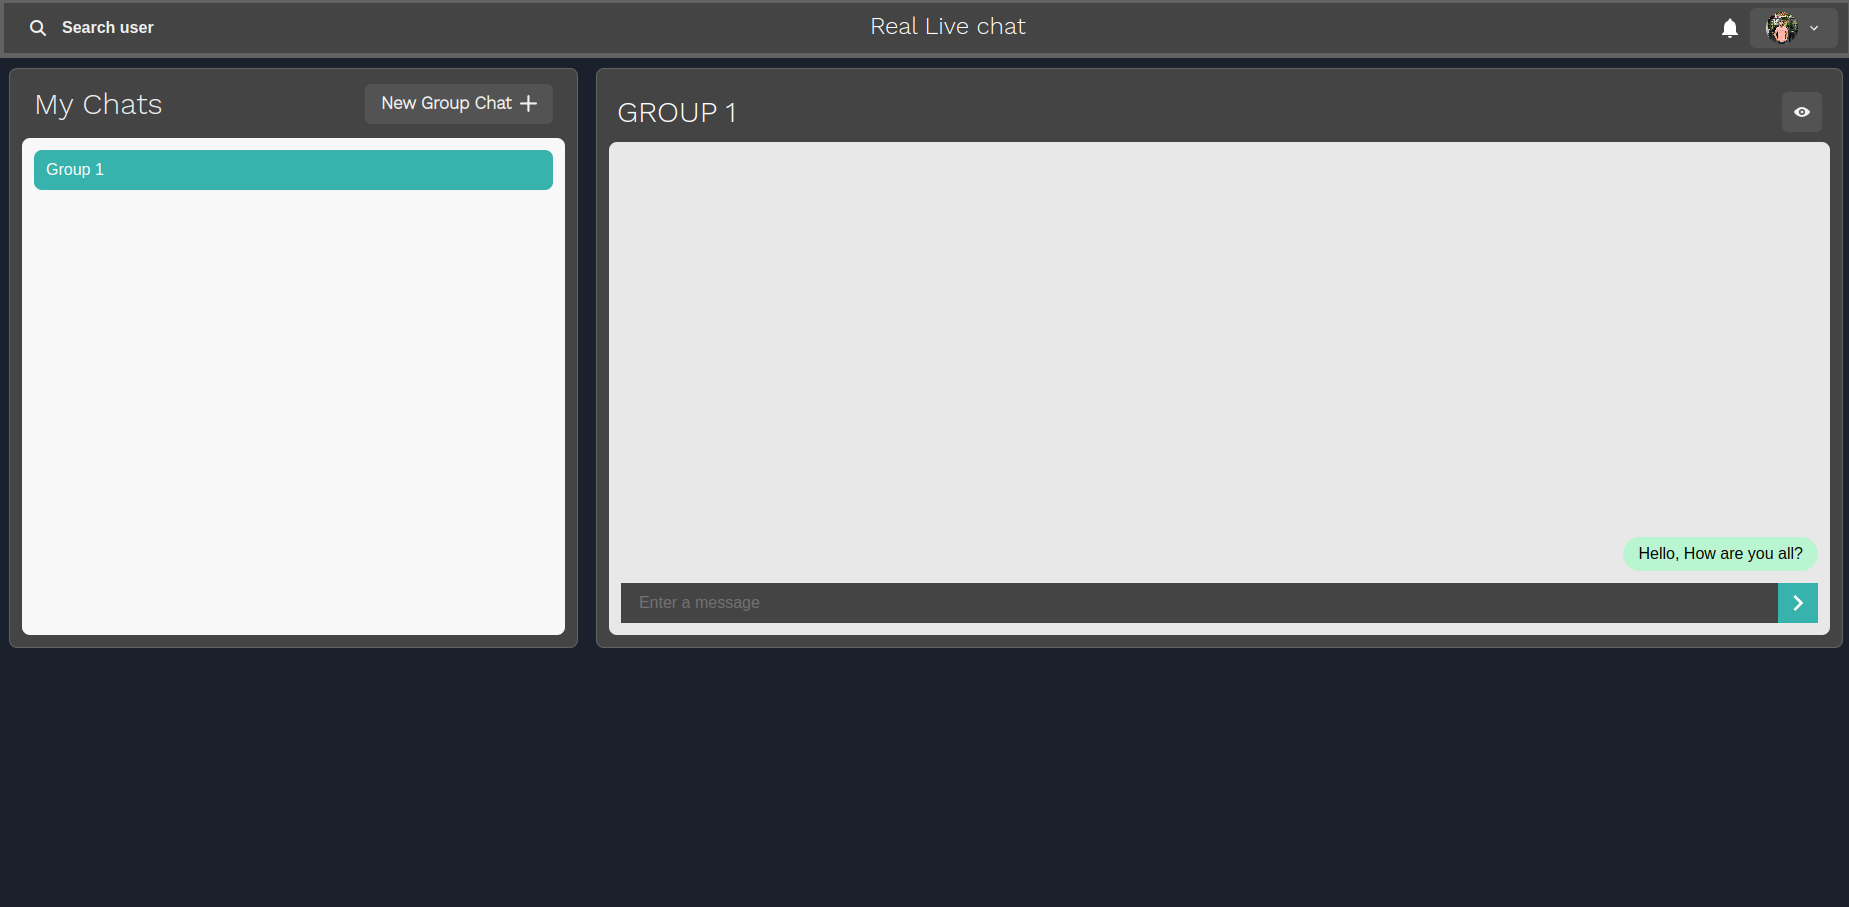 Search user
Real Live chat
My Chats
New Group Chat
Group 1
GROUP 1
Hello, How are you all?
Enter a message